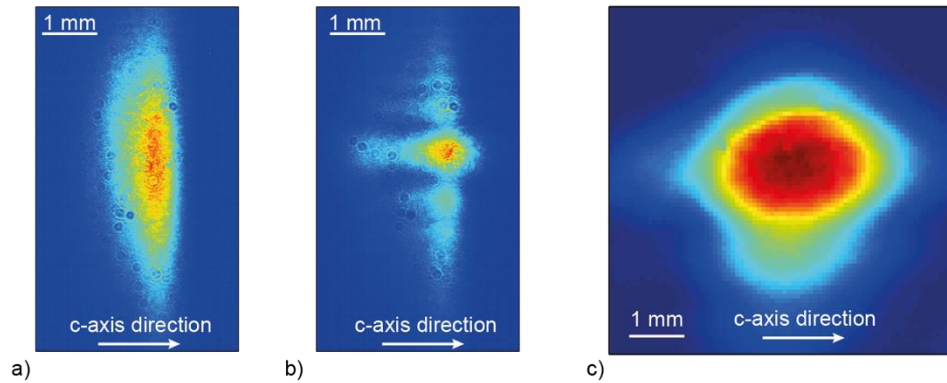 1 mm
c-axis direction
a)
1 mm
c-axis direction
b)
1 mm
c-axis direction
c)